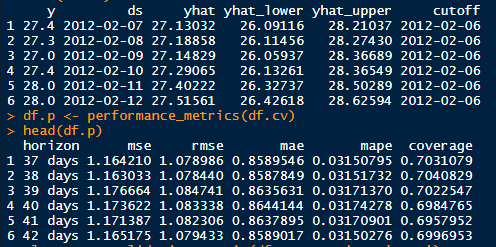 y ds yhat yhat_lower yhat_upper cutoff
1 27.4 2012-02-07 27.13032 26.09116 28.21037 2012-02-06
2 27.3 2012-02-08 27.18858 26.11456 28.27430 2012-02-06
3 27.0 2012-02-09 27.14829 26.05937 28.36689 2012-02-06
4 27.4 2012-02-10 27.29065 26.13261 28.36549 2012-02-06
5 28.0 2012-02-11 27.40222 26.32737 28.50289 2012-02-06
6 28.0 2012-02-12 27.51561 26.42618 28.62594 2012-02-06
> df.p <- performance_metrics(df.cv)
> head(df.p)
horizon mse rmse mae mape coverage
1 37 days 1.164210 1.078986 0.8589546 0.03150795 0.7031079
2 38 days 1.163033 1.078440 0.8587849 0.03151732 0.7040829
3 39 days 1.176664 1.084741 0.8635631 0.03171370 0.7022547
4 40 days 1.173622 1.083338 0.8644144 0.03174278 0.6984765
5 41 days 1.171387 1.082306 0.8637895 0.03170901 0.6957952
6 42 days 1.165175 1.079433 0.8589017 0.03150276 0.6996953